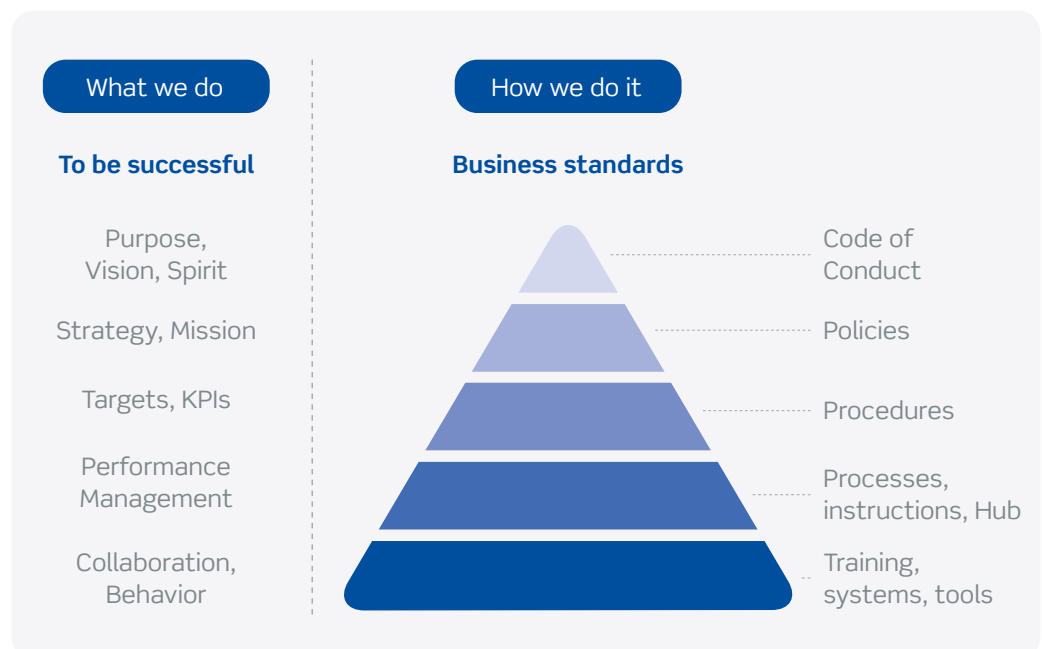 What we do
To be successful
Purpose,
Vision, Spirit
Strategy, Mission
Targets, KPIs
Performance
Management
Collaboration,
Behavior
How we do it
Business standards
Code of
Conduct
Policies
Procedures
Processes,
instructions, Hub
Training,
systems, tools